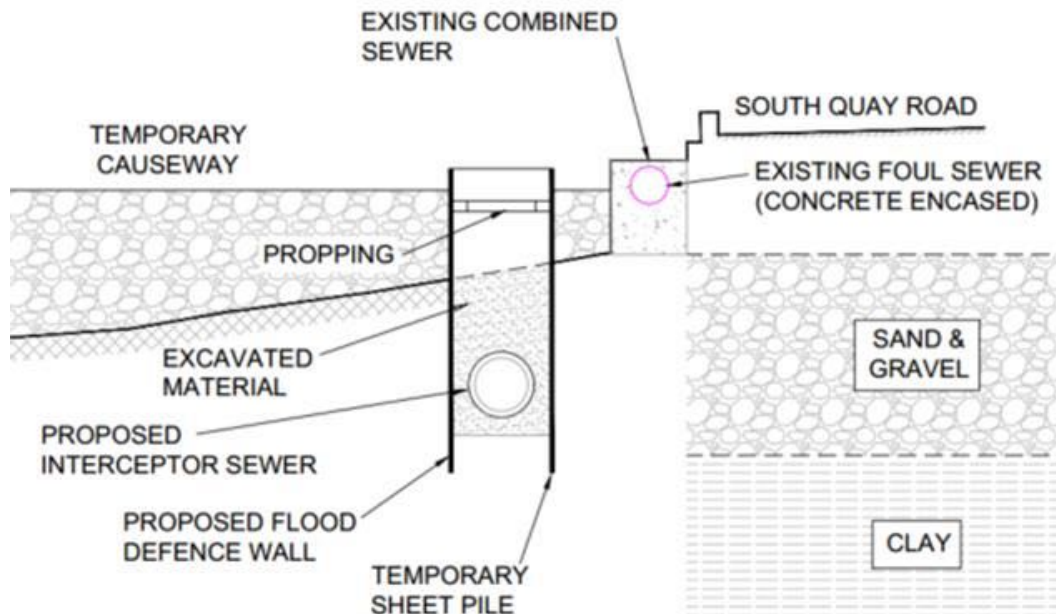 EXISTING COMBINED
SEWER
SOUTH QUAY ROAD
TEMPORARY
CAUSEWAY
EXISTING FOUL SEWER
(CONCRETE ENCASED)
PROPPING
EXCAVATED
MATERIAL
SAND &
GRAVEL
PROPOSED
INTERCEPTOR SEWER
PROPOSED FLOOD
DEFENCE WALL
CLAY
TEMPORARY
SHEET PILE